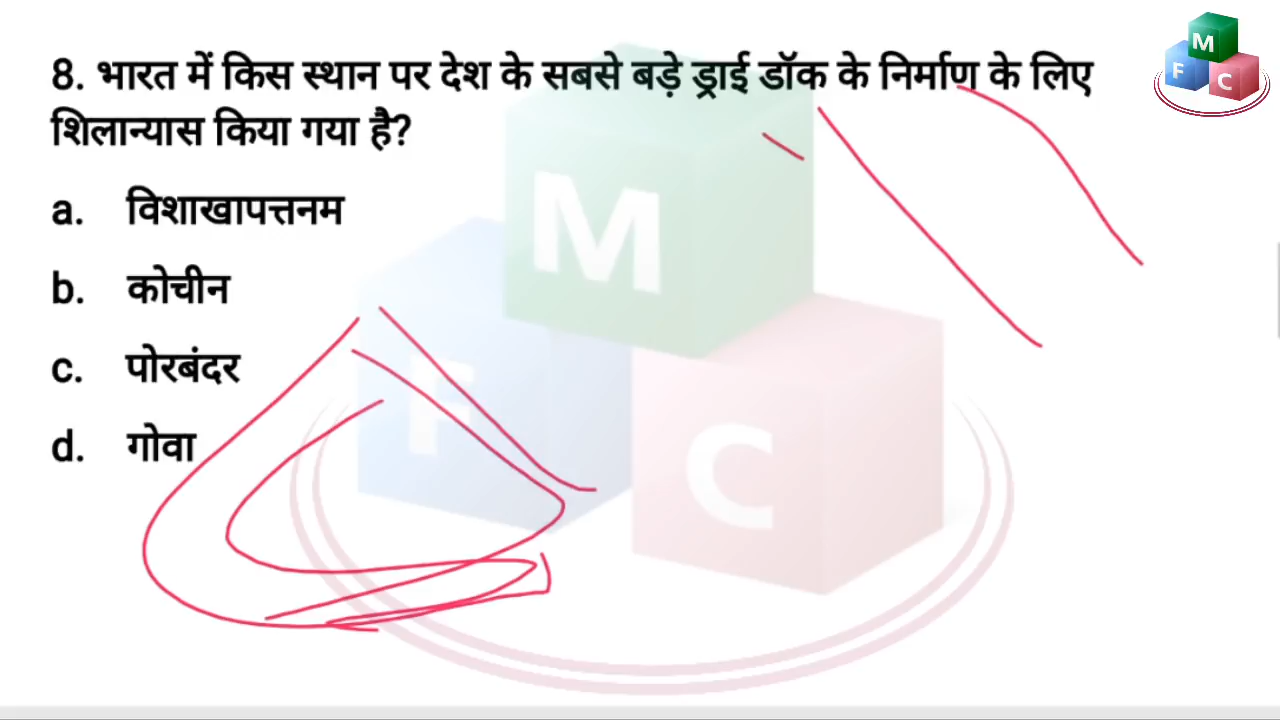 8. भारत में किस स्थान पर देश के सबसे बड़े ड्राई डॉक के निर्माण के लिए
शिलान्यास किया गया है?
a. विशाखापत्तनम
b. कोचीन
c. पोरबंदर
d. गोवा
M
F C
M
F
C